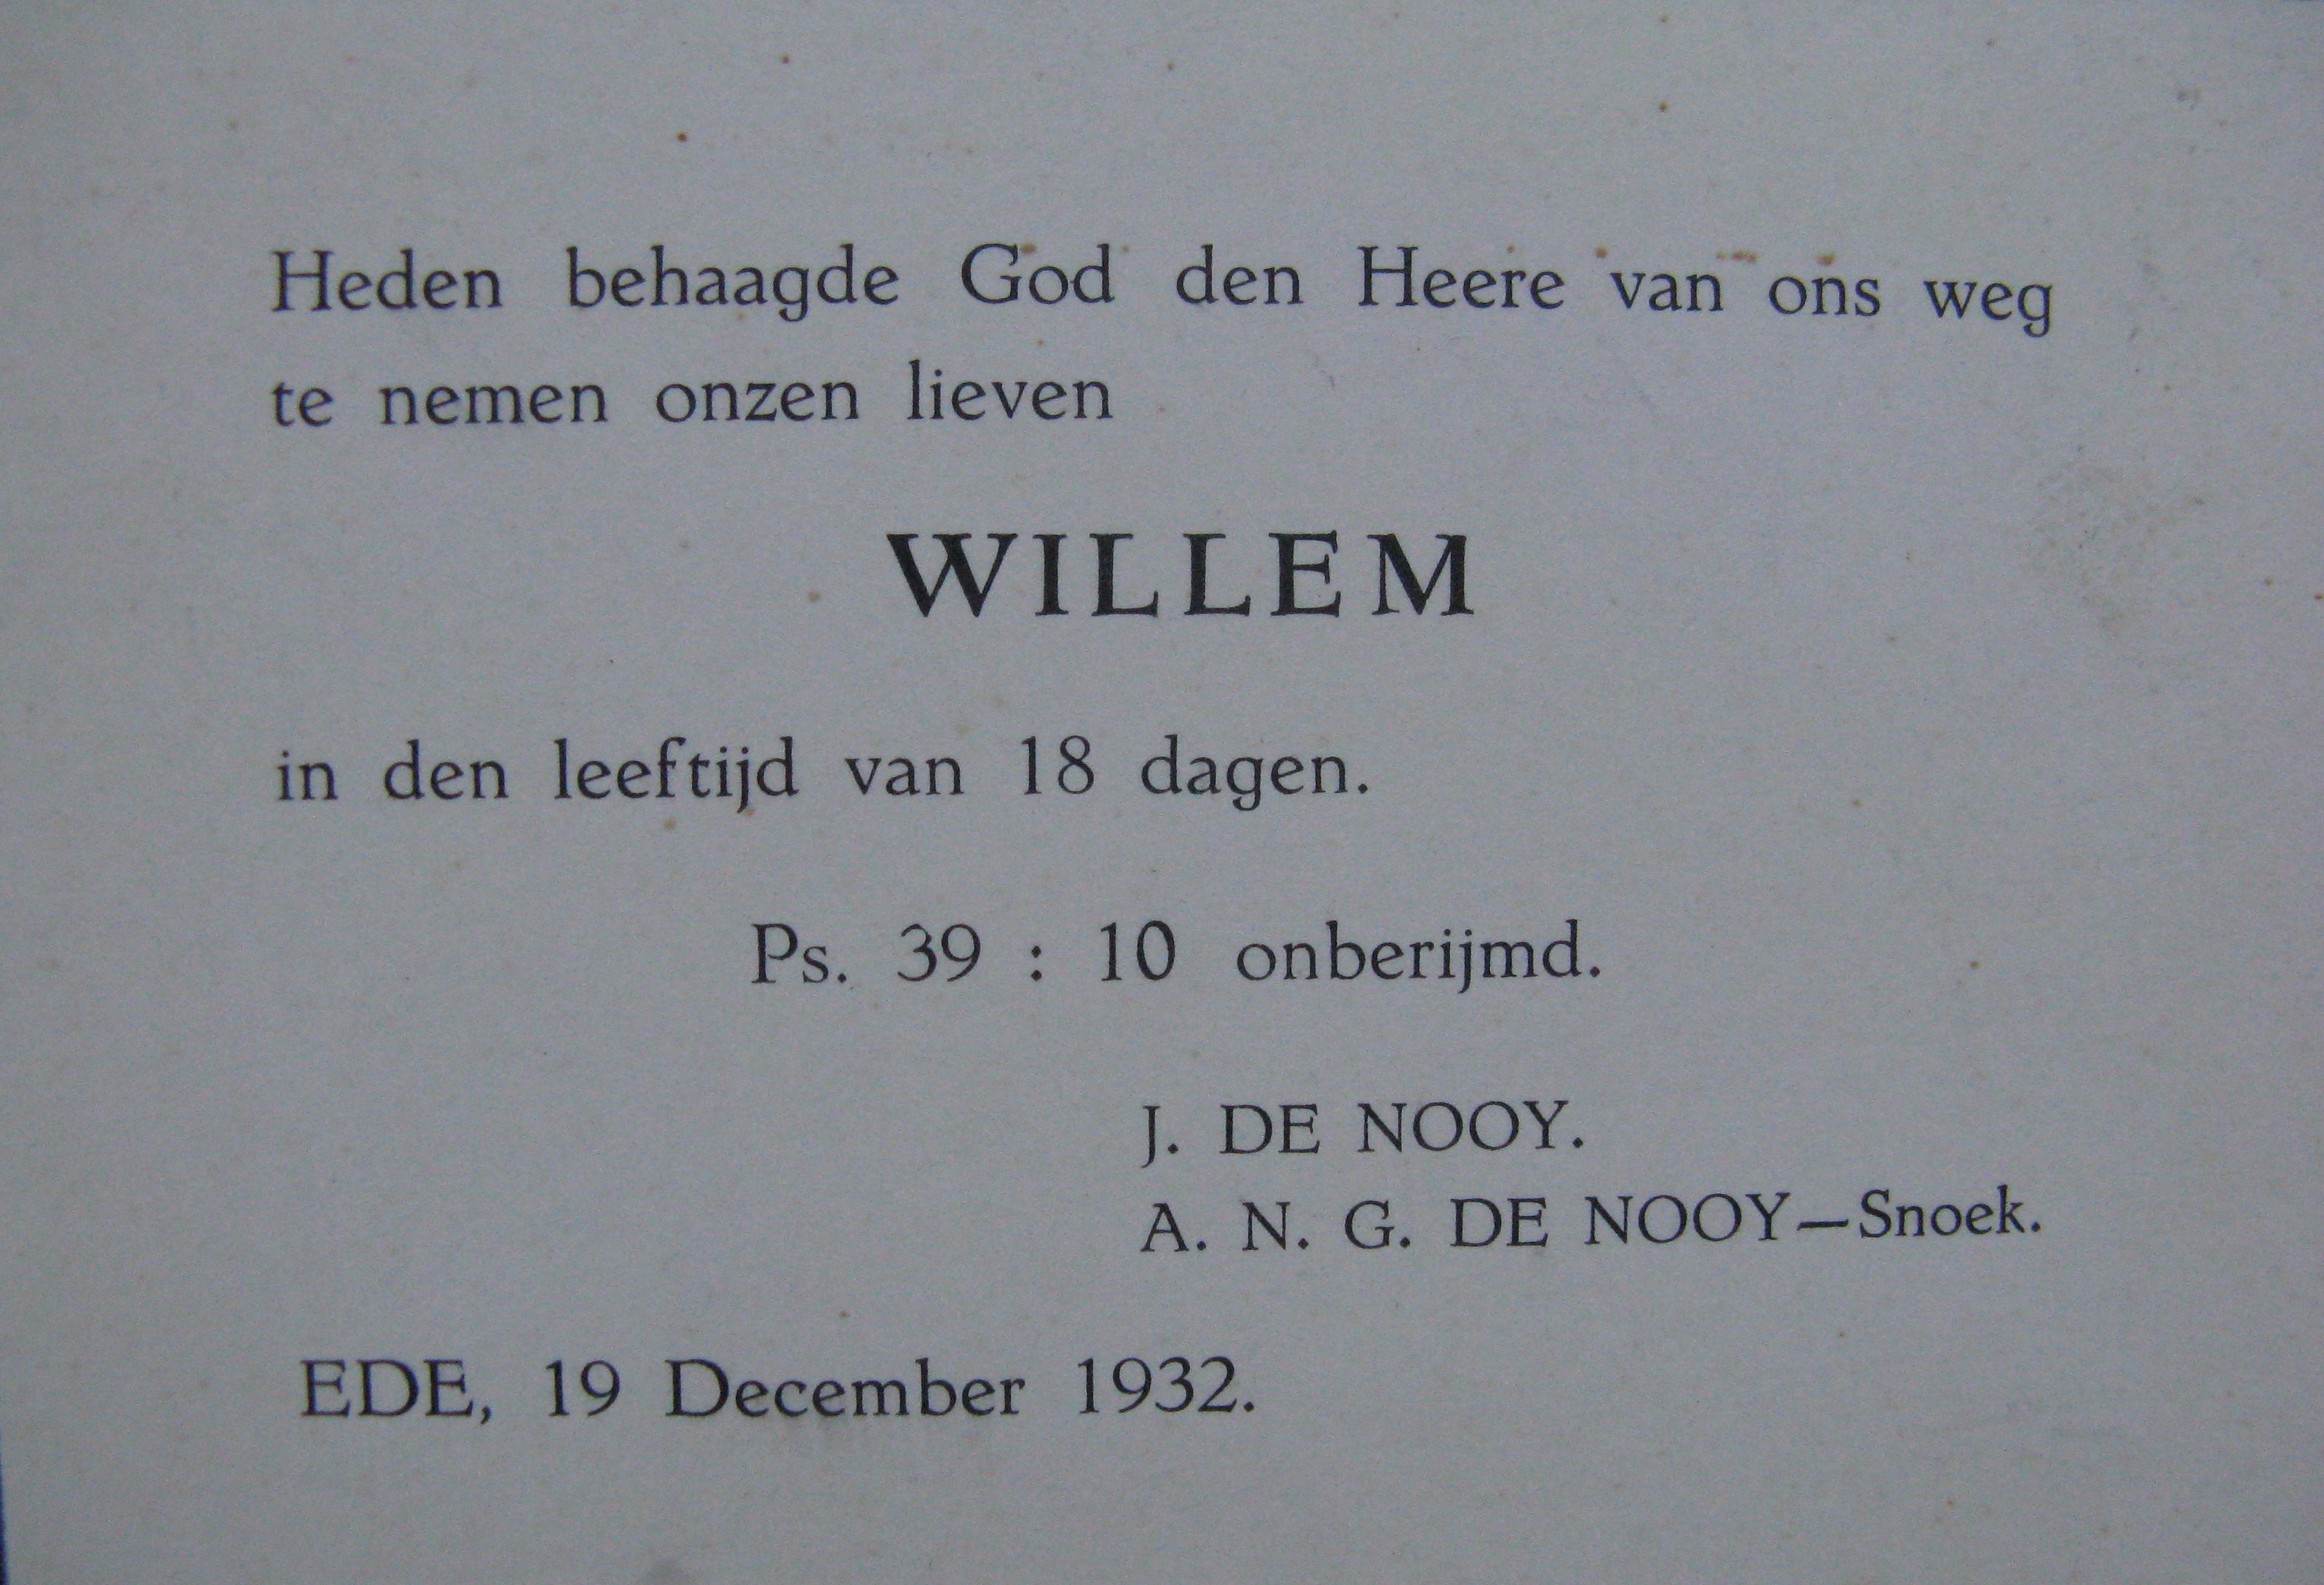 Heden behaagde God den Heere van ons weg
te nemen onzen lieven
WILLEM
in den leeftijd van 18 dagen.
Ps. 39 : 10 onberijmd.
J. DE NOOY.
A. N. G. DE NOOY—Snoek.
EDE, 19 December 1932.